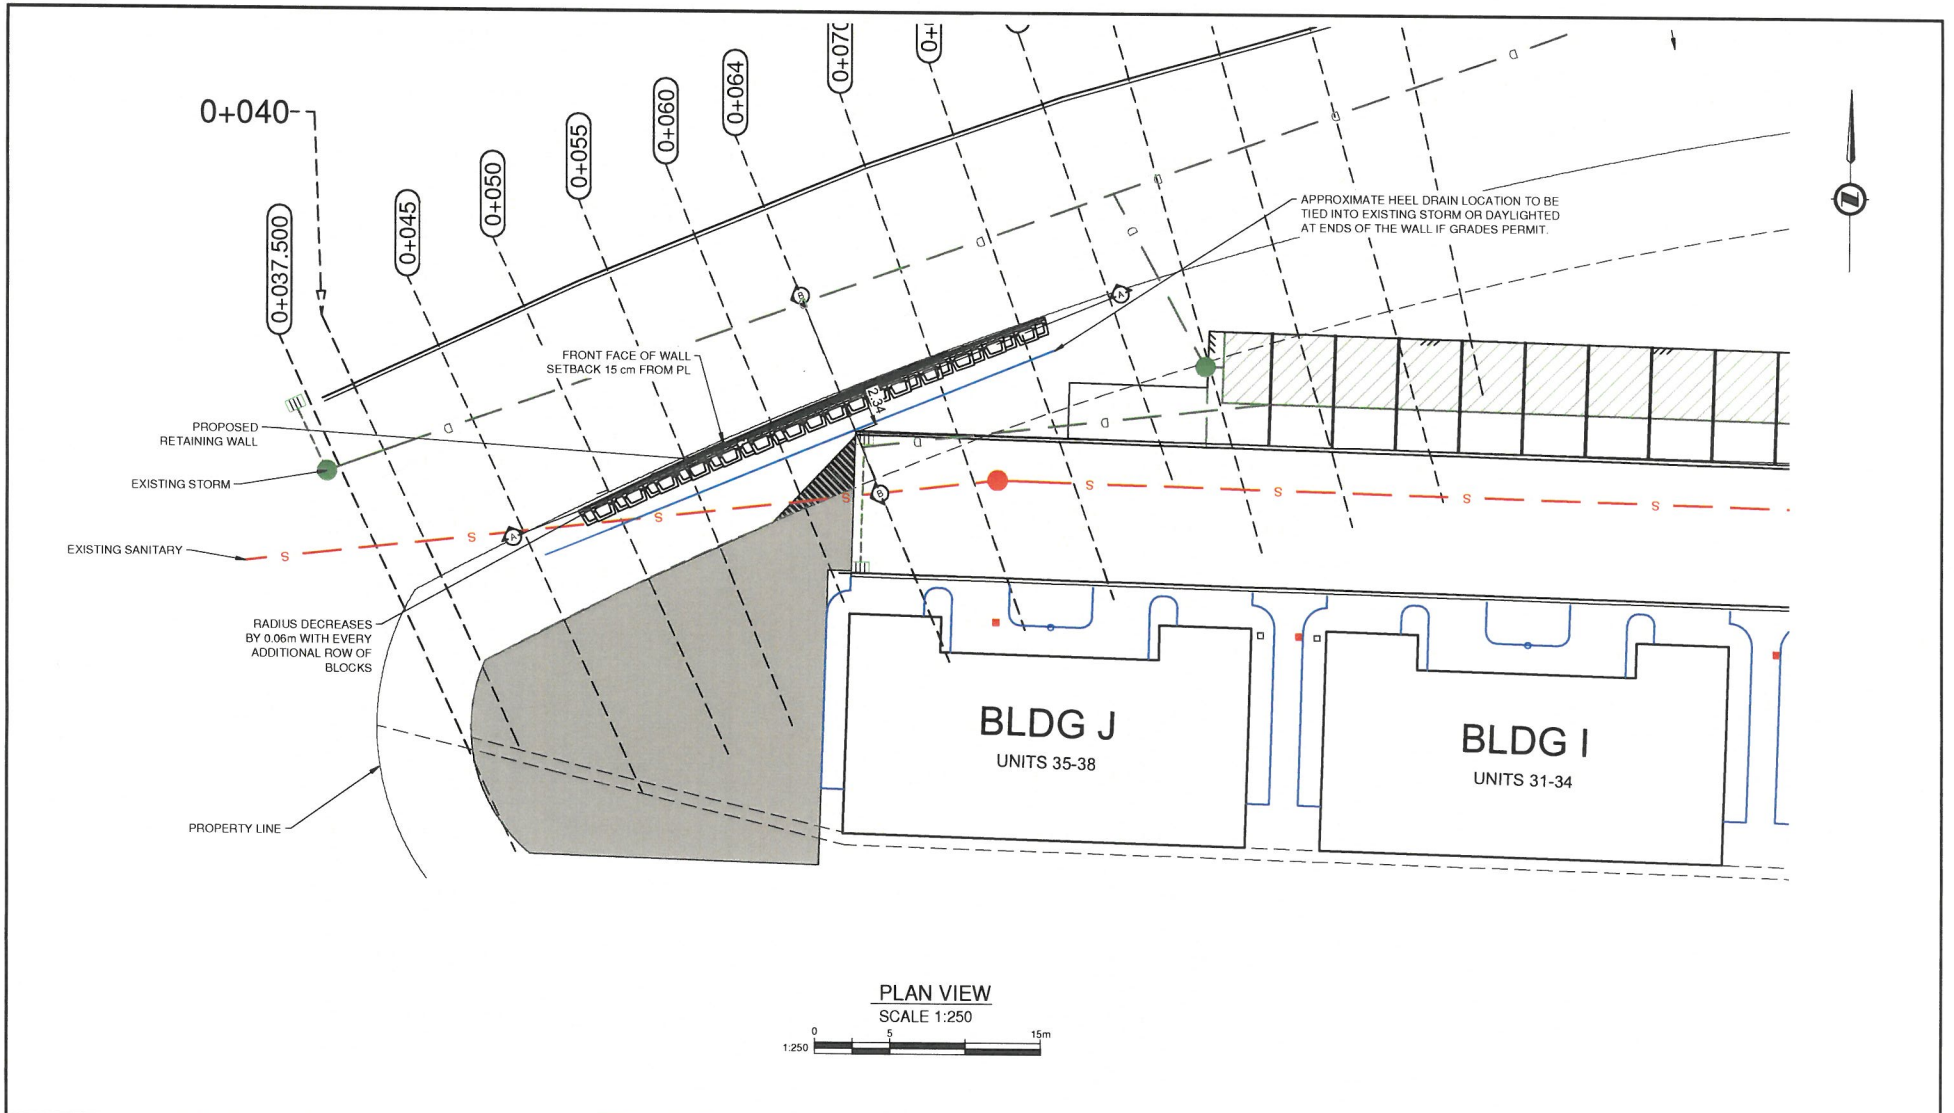 0+040
0+037.500
0+045
0+050
0+055
0+060
0+064
0+070
0+
D
D
D
D
D
D
D
D
D
APPROXIMATE HEEL DRAIN LOCATION TO BE
TIED INTO EXISTING STORM OR DAYLIGHTED
AT ENDS OF THE WALL IF GRADES PERMIT.
Z
B
A
FRONT FACE OF WALL
SETBACK 15 cm FROM PL
2.34
PROPOSED
RETAINING WALL
EXISTING STORM
B
A
S
S
S
S
S
S
S
S
EXISTING SANITARY
RADIUS DECREASES
BY 0.06m WITH EVERY
ADDITIONAL ROW OF
BLOCKS
BLDG J
UNITS 35-38
BLDG I
UNITS 31-34
PROPERTY LINE
PLAN VIEW
SCALE 1:250
0 5 15m
1:250